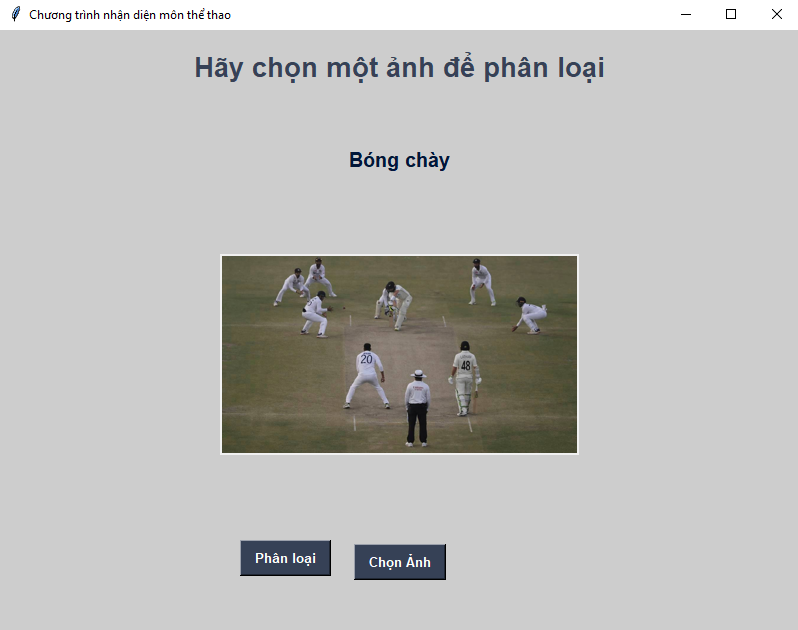 Chương trình nhận diện môn thể thao
Hãy chọn một ảnh để phân loại
Bóng chày
20
48
Phân loại
Chọn Ảnh